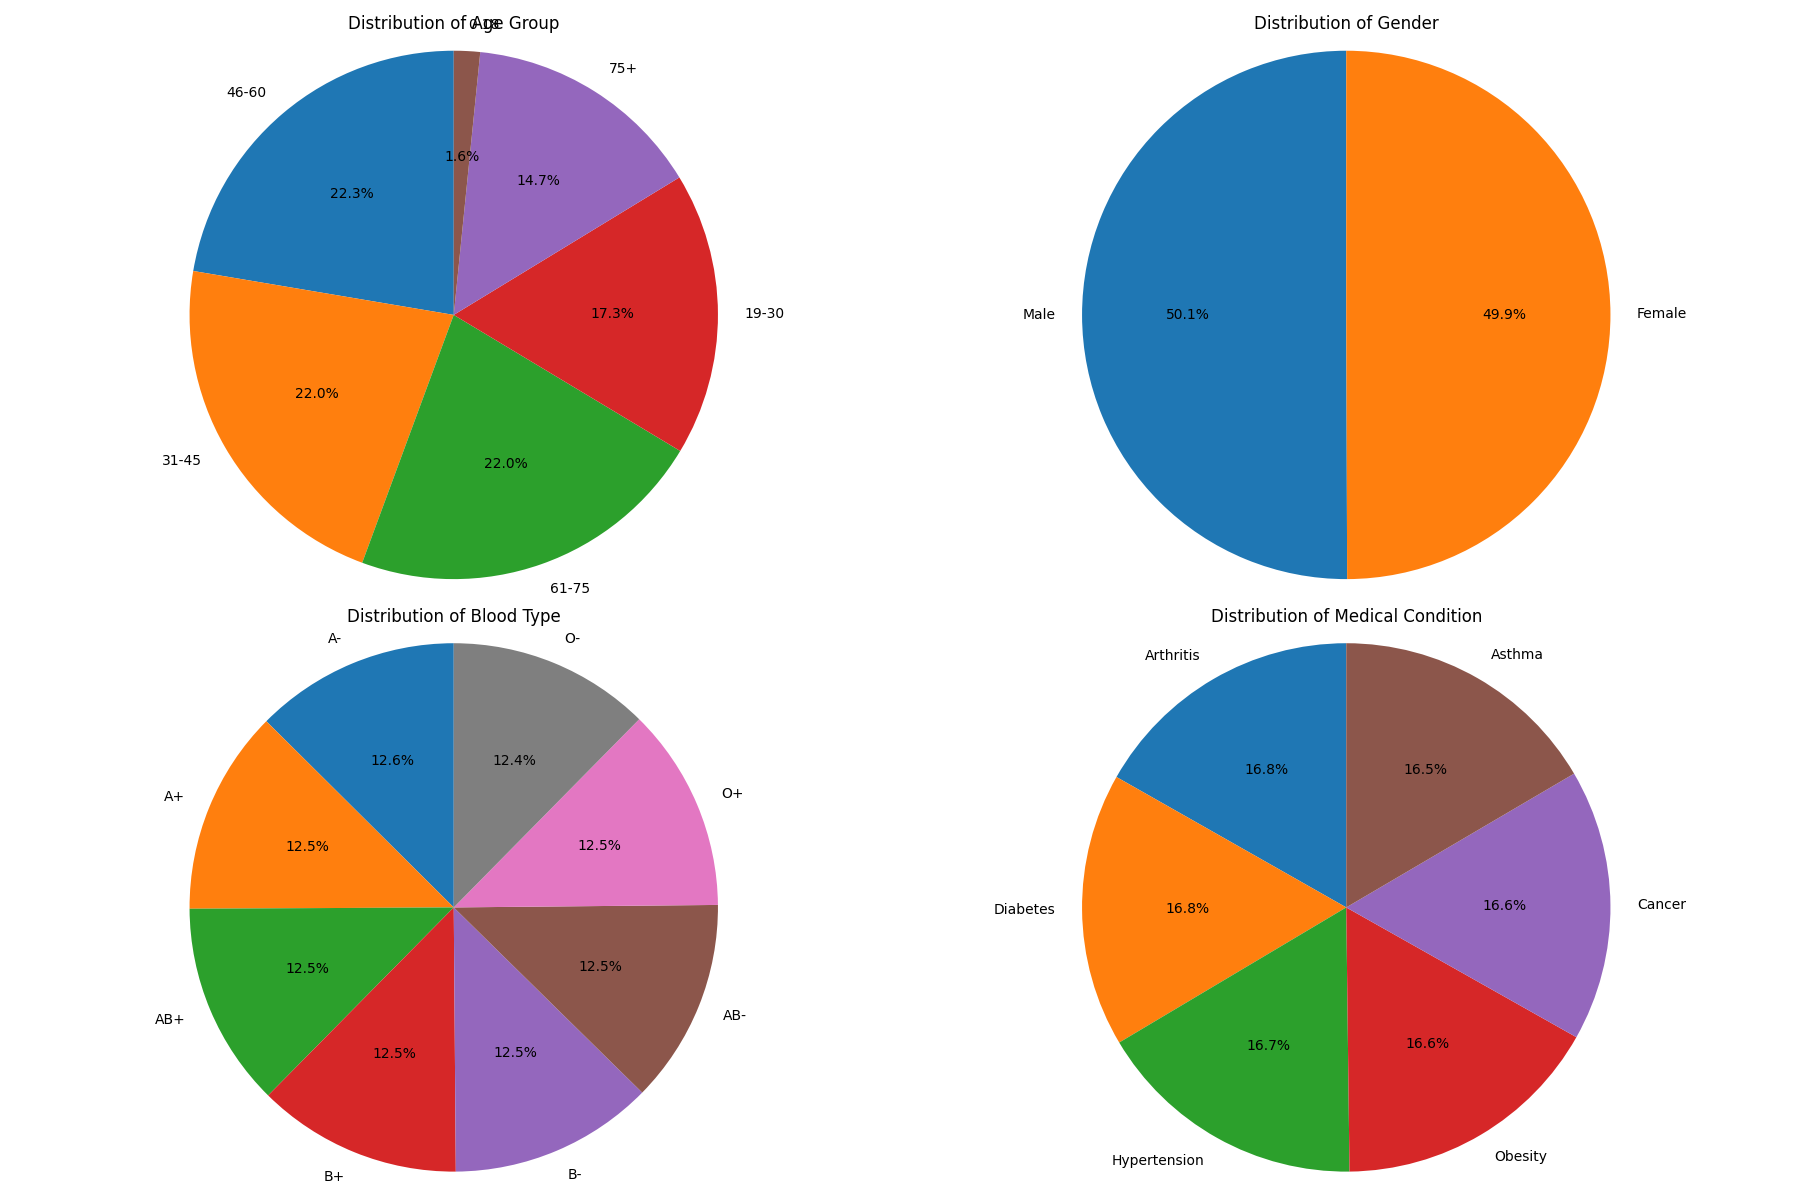 Distribution of Age Group
0-18
75+
46-60
1.6%
14.7%
22.3%
17.3%
19-30
22.0%
31-45
22.0%
61-75
Distribution of Gender
Male
50.1%
49.9%
Female
Distribution of Blood Type
A-
O-
12.6%
12.4%
A+
O+
12.5%
12.5%
12.5%
12.5%
AB+
AB-
12.5%
12.5%
B+
B-
Distribution of Medical Condition
Arthritis
Asthma
16.8%
16.5%
Diabetes
16.8%
16.6%
Cancer
16.7%
16.6%
Hypertension
Obesity